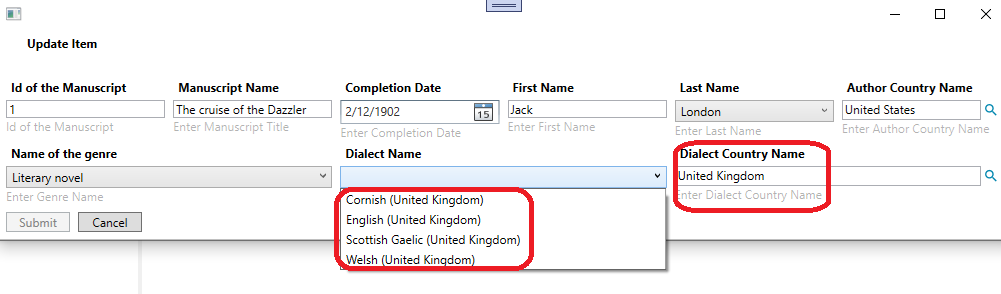 Update Item
Id of the Manuscript Manuscript Name Completion Date First Name Last Name Author Country Name
1 The cruise of the Dazzler 2/12/1902 15 Jack London United States
Id of the Manuscript Enter Manuscript Title Enter Completion Date Enter First Name Enter Last Name Enter Author Country Name
Name of the genre Dialect Name Dialect Country Name
Literary novel United Kingdom
Enter Genre Name Enter Dialect Country Name
Cornish (United Kingdom)
English (United Kingdom)
Scottish Gaelic (United Kingdom)
Welsh (United Kingdom)
Submit Cancel